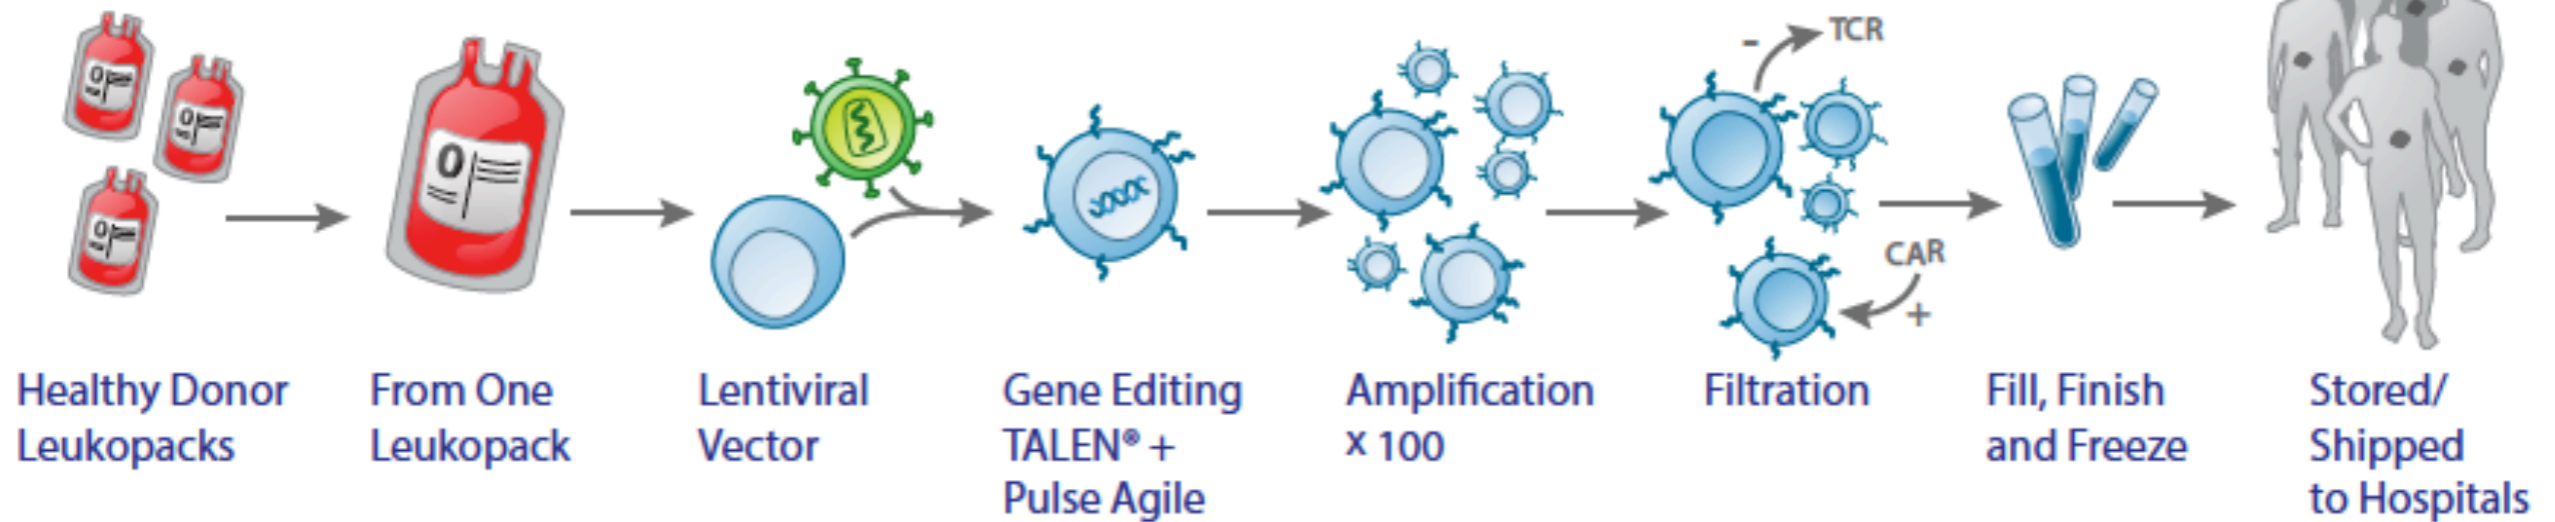 O
O
O
O
- TCR
CAR
+
Healthy Donor
Leukopacks
From One
Leukopack
Lentiviral
Vector
Gene Editing
TALEN® +
Pulse Agile
Amplification
x 100
Filtration
Fill, Finish
and Freeze
Stored/
Shipped
to Hospitals